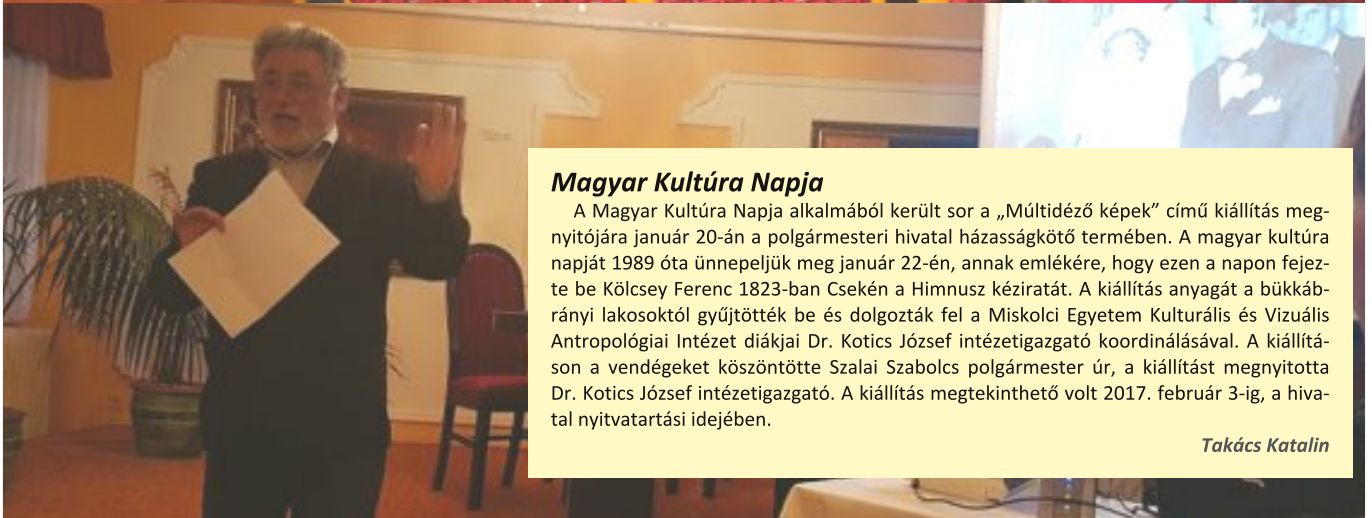 Magyar Kultúra Napja
A Magyar Kultúra Napja alkalmából került sor a „Múltidéző képek” című kiállítás meg-
nyitójára január 20-án a polgármesteri hivatal házasságkötő termében. A magyar kultúra
napját 1989 óta ünnepeljük meg január 22-én, annak emlékére, hogy ezen a napon fejez-
te be Kölcsey Ferenc 1823-ban Csekén a Himnusz kéziratát. A kiállítás anyagát a bükkáb-
rányi lakosoktól gyűjtötték be és dolgozták fel a Miskolci Egyetem Kulturális és Vizuális
Antropológiai Intézet diákjai Dr. Kotics József intézetigazgató koordinálásával. A kiállítá-
son a vendégeket köszöntötte Szalai Szabolcs polgármester úr, a kiállítást megnyitotta
Dr. Kotics József intézetigazgató. A kiállítás megtekinthető volt 2017. február 3-ig, a hiva-
tal nyitvatartási idejében.
Takács Katalin